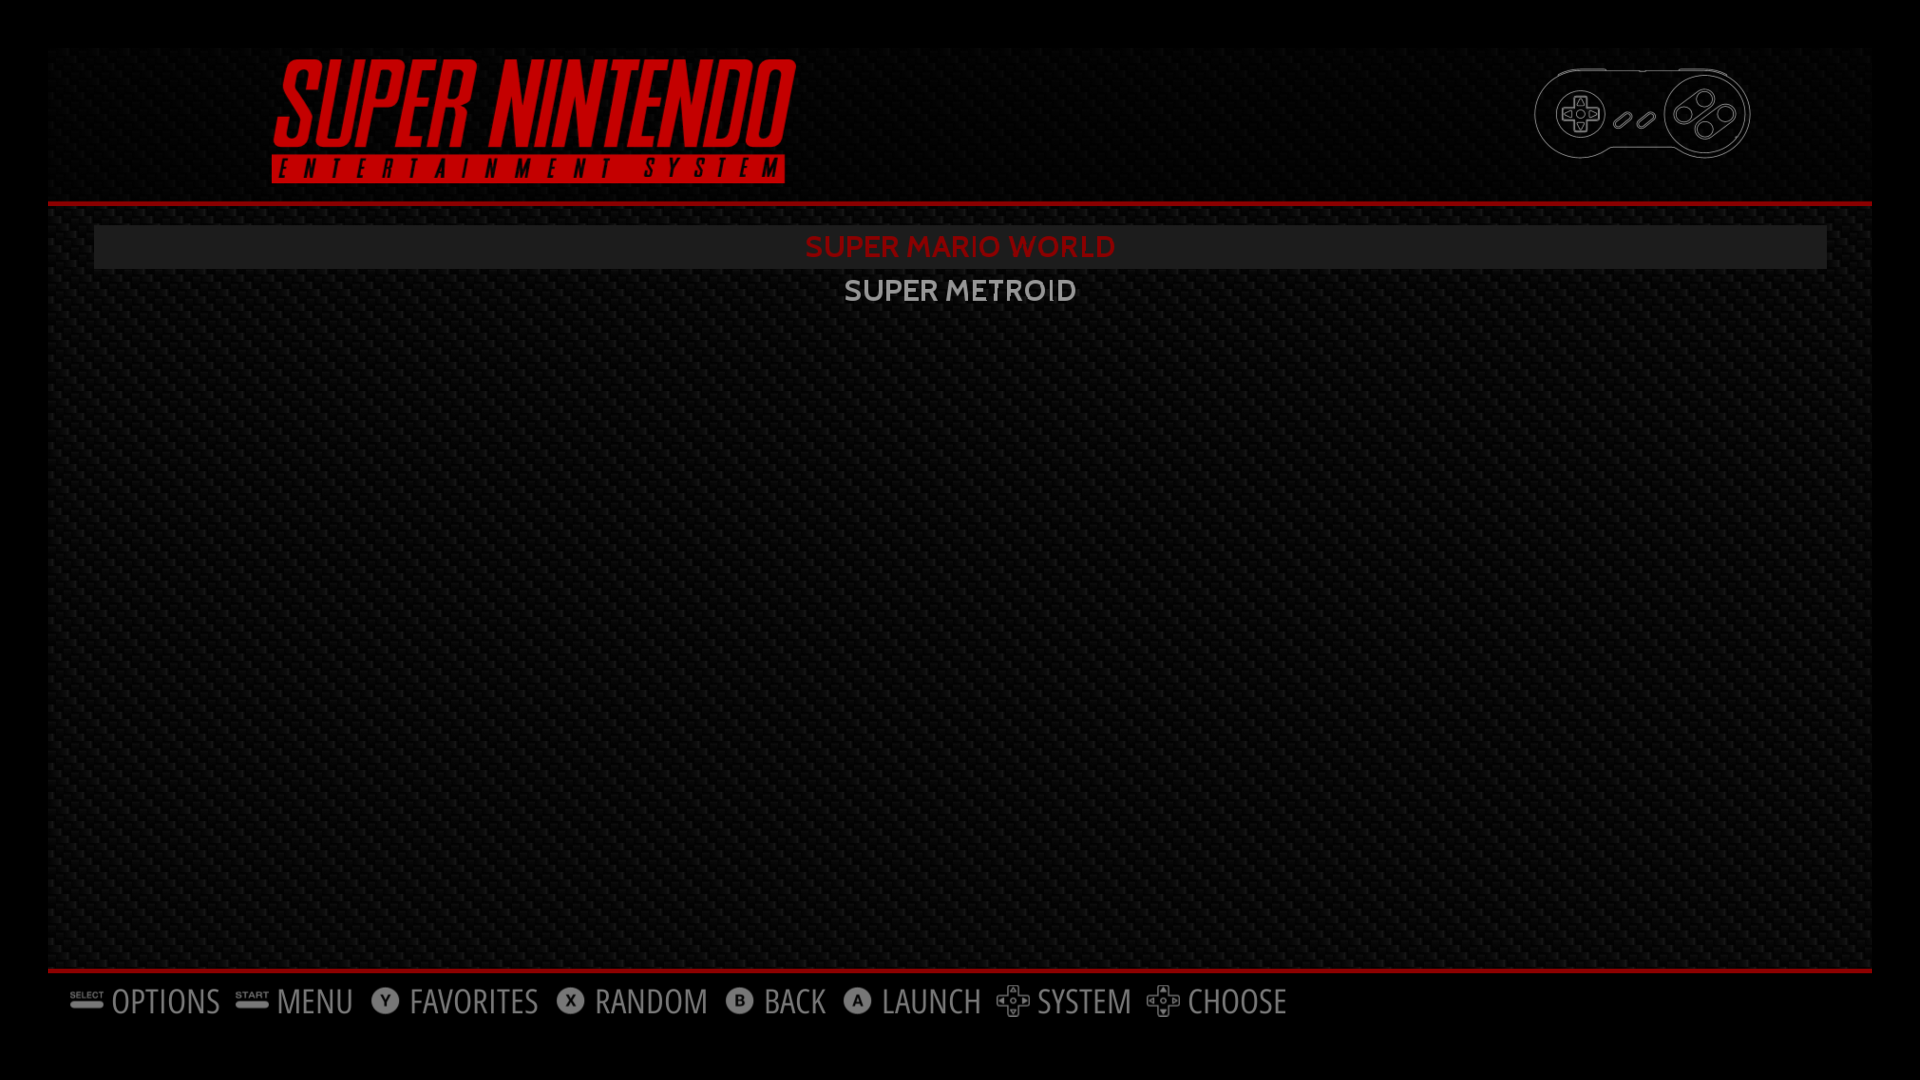 SUPER NINTENDO
ENTERTAINMENT SYSTEM
SUPER MARIO WORLD
SUPER METROID
SELECT OPTIONS START MENU Y FAVORITES X RANDOM B BACK A LAUNCH SYSTEM CHOOSE